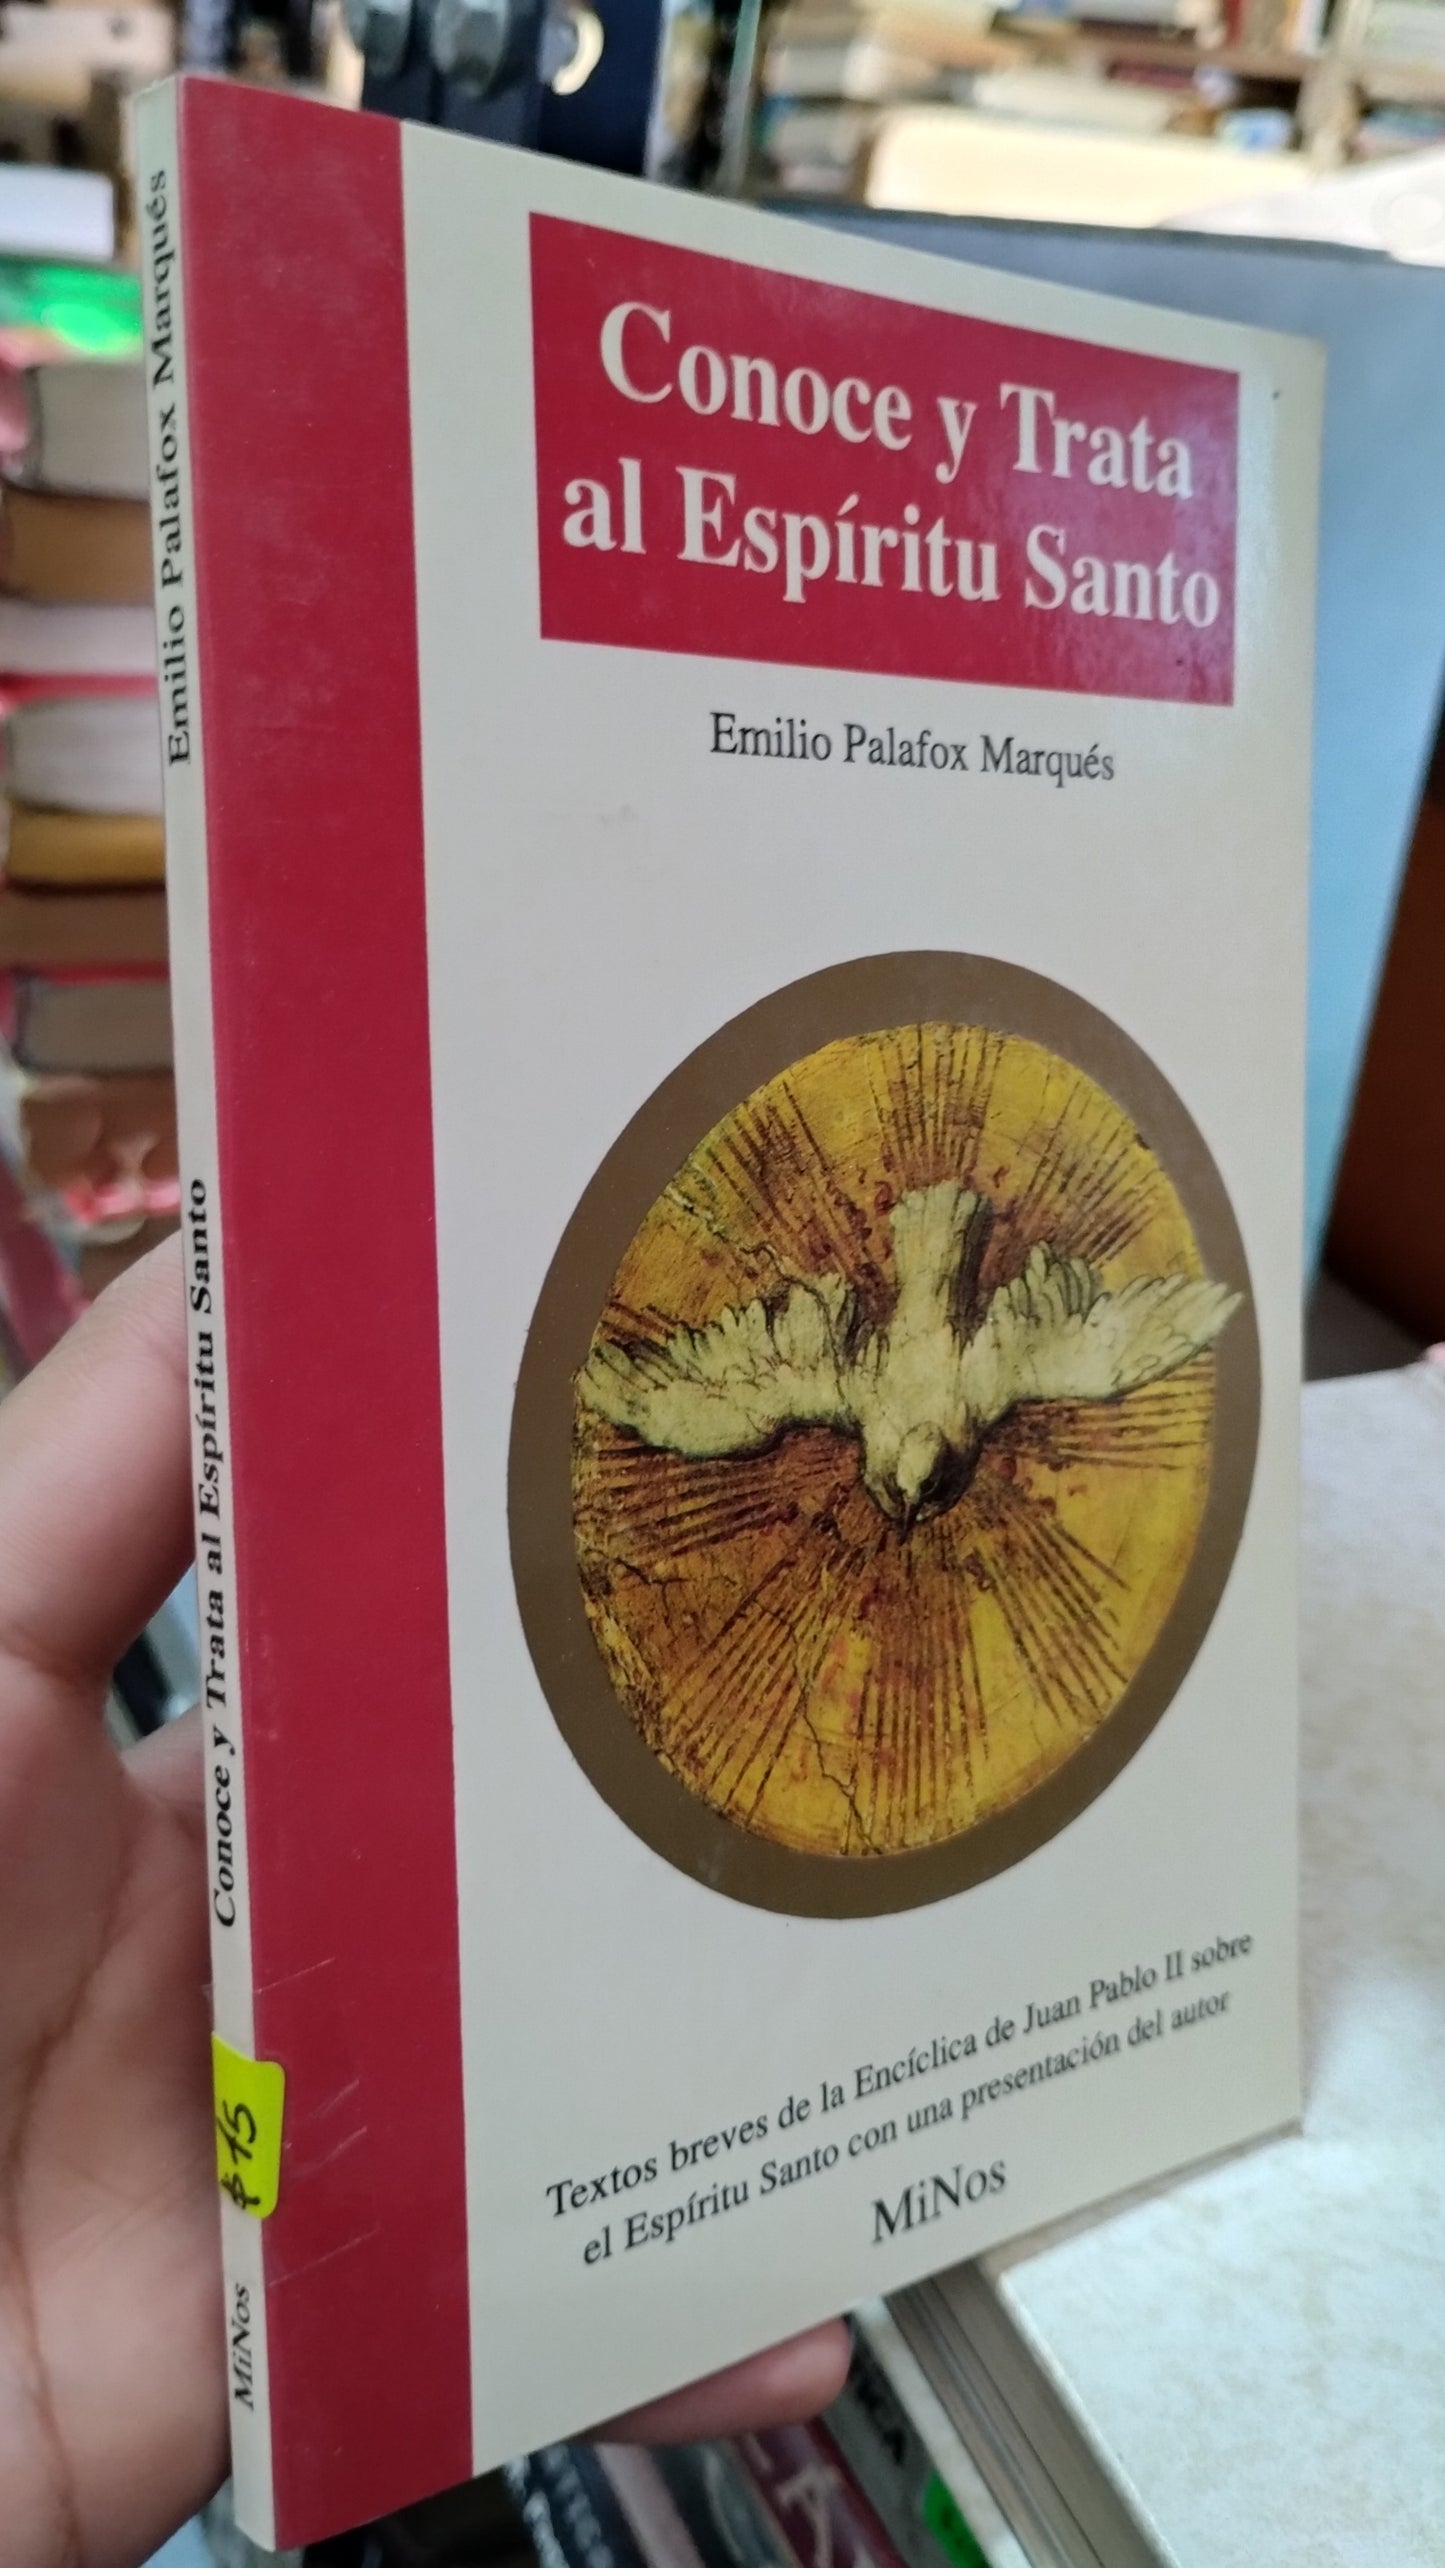 Conoce y Trata
al Espíritu Santo
Emilio Palafox Marqués
Textos breves de la Encíclica de Juan Pablo II sobre
el Espíritu Santo con una presentación del autor
MiNos
Emilio Palafox Marqués
Conoce y Trata al Espíritu Santo
$15
MiNos